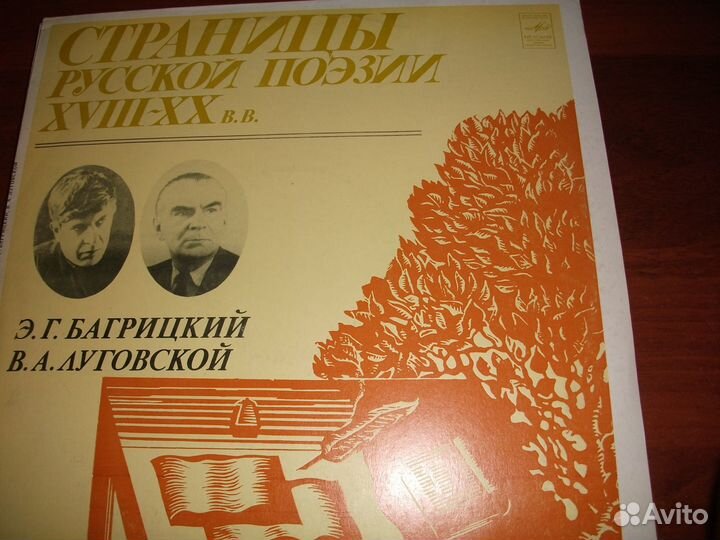 СТРАНИЦЫ
РУССКОЙ ПОЭЗИИ
XVIII-XX В.В.
Э.Г. БАГРИЦКИЙ
В.А. ЛУГОВСКОЙ
Avito